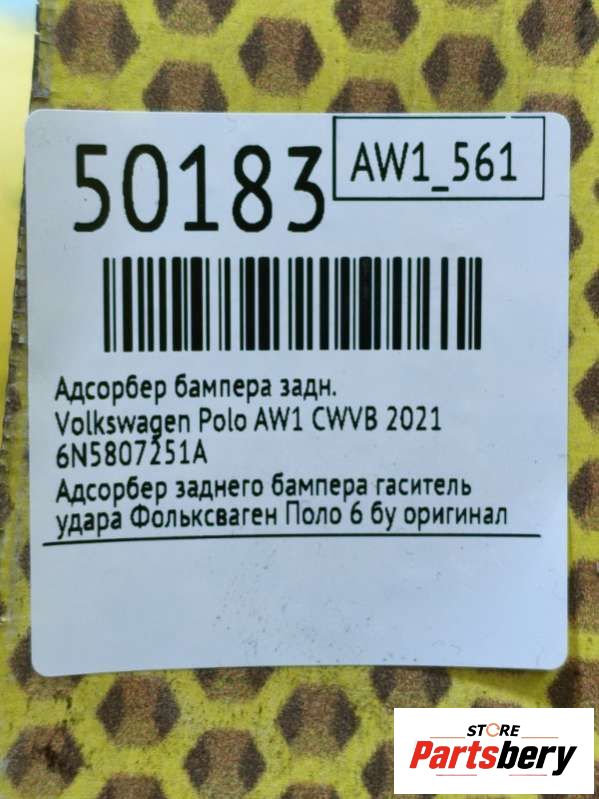 50183
AW1_561
Адсорбер бампера задн.
Volkswagen Polo AW1 CWVB 2021
6N5807251A
Адсорбер заднего бампера гаситель
удара Фольксваген Поло 6 бу оригинал
STORE
Partsbery